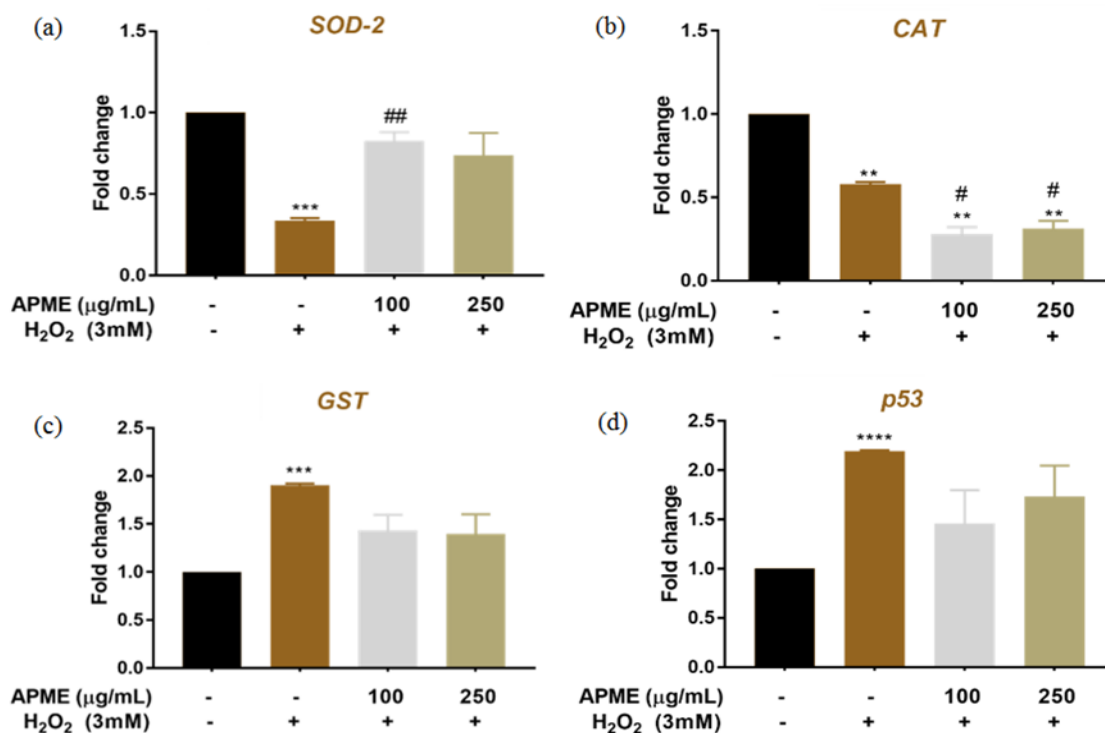 (a)
SOD-2
Fold change
1.5
1.0
0.5
0.0
***
##
APME (μg/mL) - - 100 250
H₂O₂ (3mM) - + + +
(b)
CAT
Fold change
1.5
1.0
0.5
0.0
**
#
**
#
**
APME (μg/mL) - - 100 250
H₂O₂ (3mM) - + + +
(c)
GST
Fold change
2.5
2.0
1.5
1.0
0.5
0.0
***
APME (μg/mL) - - 100 250
H₂O₂ (3mM) - + + +
(d)
p53
Fold change
2.5
2.0
1.5
1.0
0.5
0.0
****
APME (μg/mL) - - 100 250
H₂O₂ (3mM) - + + +